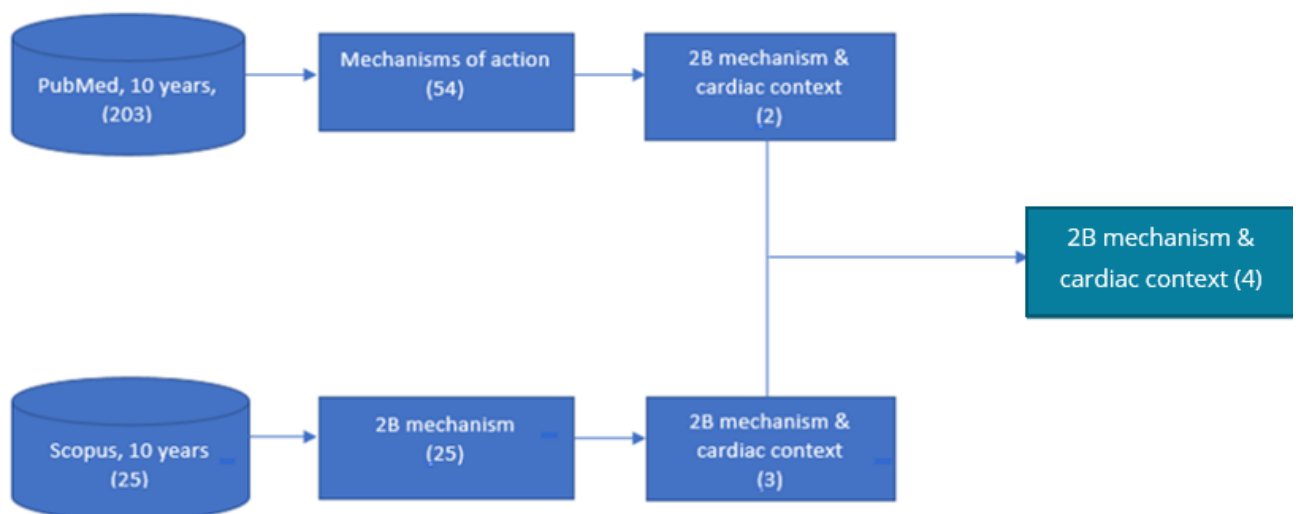 PubMed, 10 years,
(203)
Mechanisms of action
(54)
2B mechanism &
cardiac context
(2)
2B mechanism &
cardiac context (4)
Scopus, 10 years
(25)
2B mechanism
(25)
2B mechanism &
cardiac context
(3)